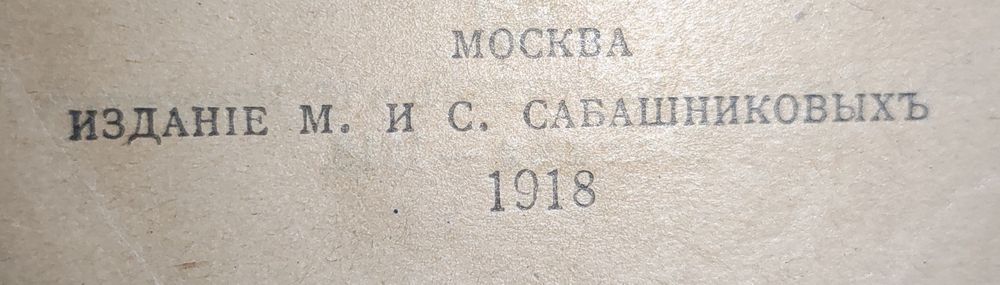 МОСКВА
ИЗДАНІЕ М. И С. САБАШНИКОВЫХЪ
1918